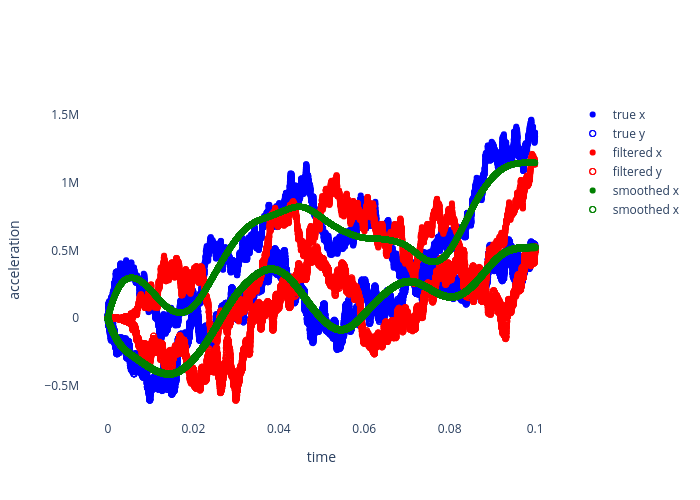 1.5M
1M
0.5M
0
−0.5M
0
0.02
0.04
0.06
0.08
0.1
time
acceleration
true x
true y
filtered x
filtered y
smoothed x
smoothed x